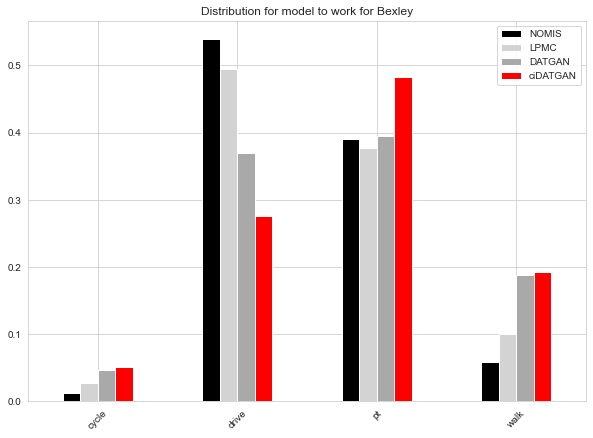 Distribution for model to work for Bexley
NOMIS
LPMC
DATGAN
ciDATGAN
0.5
0.4
0.3
0.2
0.1
0.0
cycle
drive
pt
walk